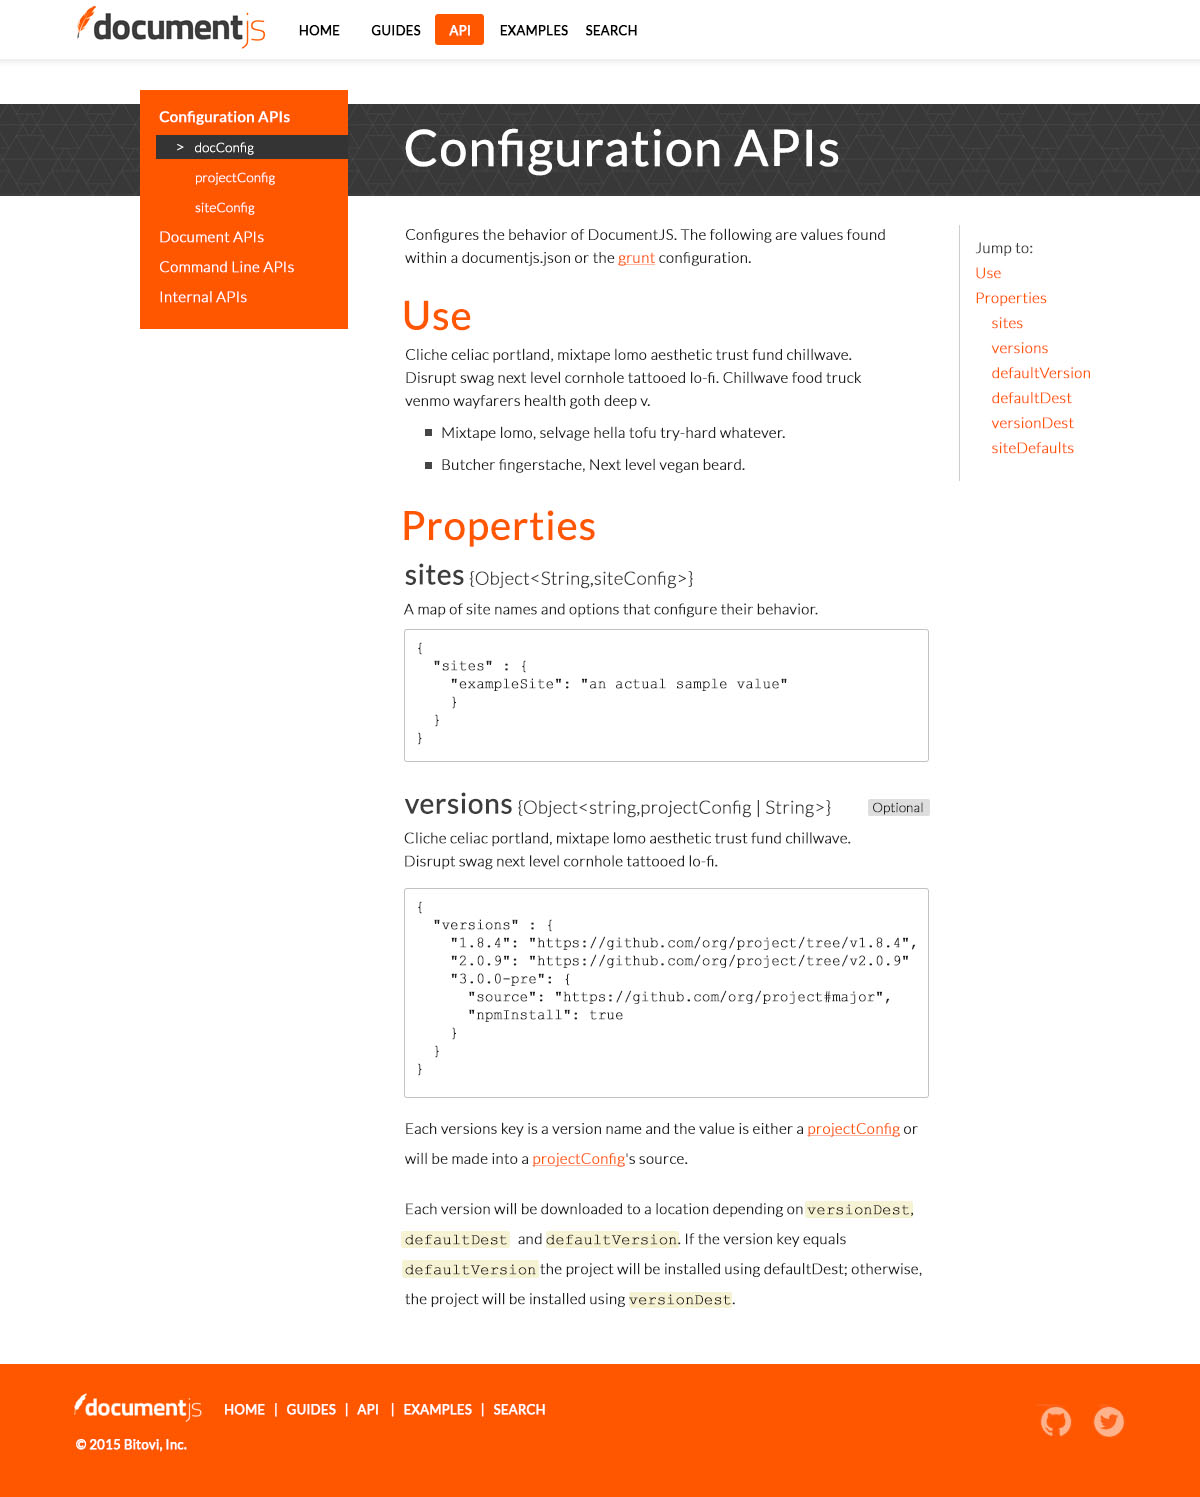 documentjs HOME GUIDES API EXAMPLES SEARCH
Configuration APIs
> docConfig
projectConfig
siteConfig
Document APIs
Command Line APIs
Internal APIs
Configuration APIs
Configures the behavior of DocumentJS. The following are values found
within a documentjs.json or the grunt configuration.
Use
Cliche celiac portland, mixtape lomo aesthetic trust fund chillwave.
Disrupt swag next level cornhole tattooed lo-fi. Chillwave food truck
venmo wayfarers health goth deep v.
Mixtape lomo, selvage hella tofu try-hard whatever.
Butcher fingerstache, Next level vegan beard.
Jump to:
Use
Properties
sites
versions
defaultVersion
defaultDest
versionDest
siteDefaults
Properties
sites {Object<String,siteConfig>}
A map of site names and options that configure their behavior.
{
"sites" : {
"exampleSite": "an actual sample value"
}
}
}
versions {Object<string,projectConfig | String>} Optional
Cliche celiac portland, mixtape lomo aesthetic trust fund chillwave.
Disrupt swag next level cornhole tattooed lo-fi.
{
"versions" : {
"1.8.4": "https://github.com/org/project/tree/v1.8.4",
"2.0.9": "https://github.com/org/project/tree/v2.0.9"
"3.0.0-pre": {
"source": "https://github.com/org/project#major",
"npmInstall": true
}
}
}
Each versions key is a version name and the value is either a projectConfig or
will be made into a projectConfig's source.
Each version will be downloaded to a location depending on versionDest,
defaultDest and defaultVersion. If the version key equals
defaultVersion the project will be installed using defaultDest; otherwise,
the project will be installed using versionDest.
documentjs HOME | GUIDES | API | EXAMPLES | SEARCH
© 2015 Bitovi, Inc.